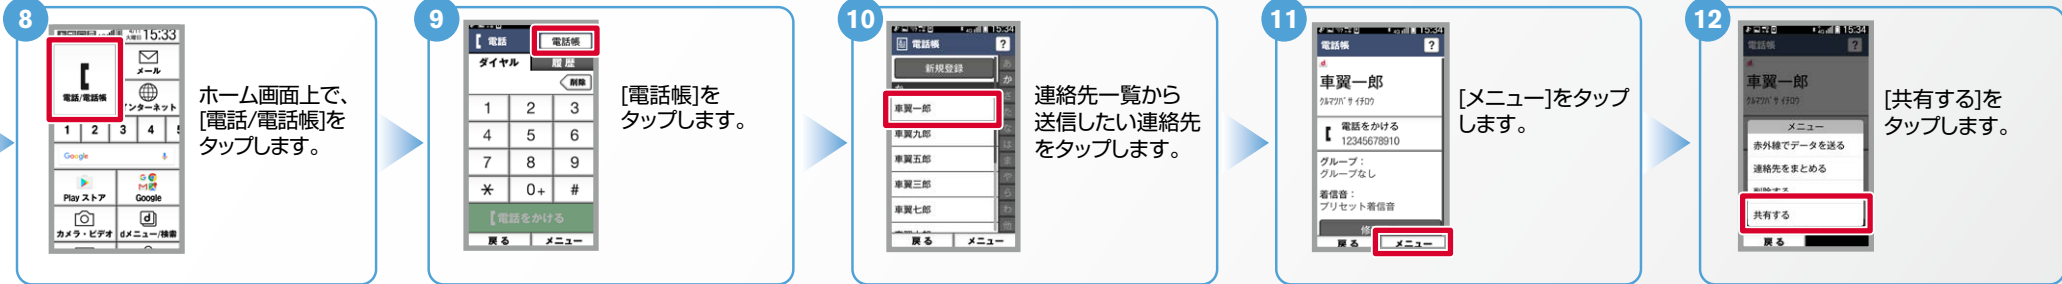 8
15:33
メール
電話/電話帳
インターネット
1 2 3 4
Google
Play ストア
Google
カメラ・ビデオ
dメニュー/検索
ホーム画面上で、
[電話/電話帳]を
タップします。
9
電話
電話帳
ダイヤル
履歴
削除
1 2 3
4 5 6
7 8 9
* 0+ #
電話をかける
戻る
メニュー
[電話帳]を
タップします。
10
15:34
電話帳
?
新規登録
あ
か
車翼一郎
車翼九郎
車翼五郎
車翼三郎
車翼七郎
戻る
メニュー
連絡先一覧から
送信したい連絡先
をタップします。
11
15:34
電話帳
?
車翼一郎
電話をかける
12345678910
グループ：
グループなし
着信音：
プリセット着信音
戻る
メニュー
[メニュー]をタップ
します。
12
15:34
電話帳
?
車翼一郎
メニュー
赤外線でデータを送る
連絡先をまとめる
削除する
共有する
戻る
[共有する]を
タップします。